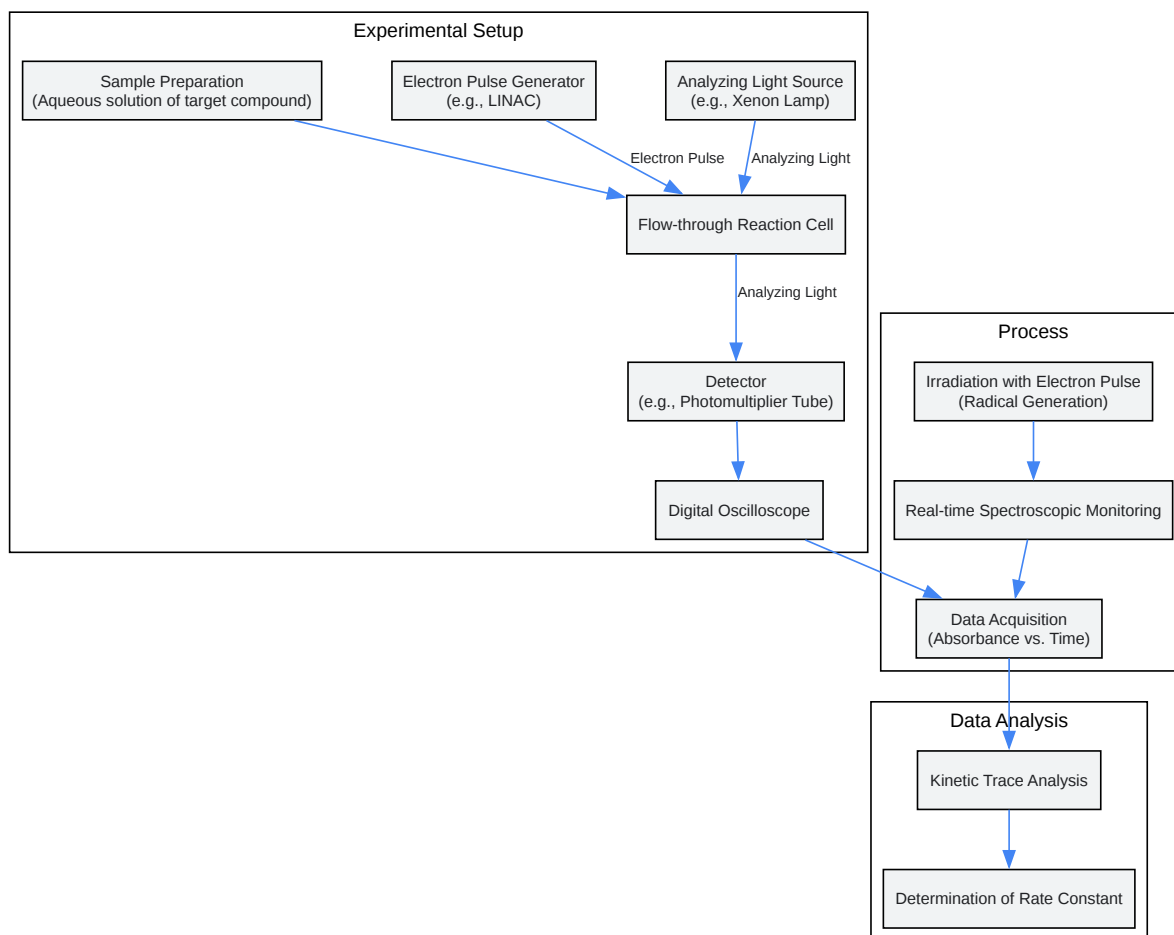 Experimental Setup
Sample Preparation
(Aqueous solution of target compound)
Electron Pulse Generator
(e.g., LINAC)
Analyzing Light Source
(e.g., Xenon Lamp)
Electron Pulse
Analyzing Light
Flow-through Reaction Cell
Analyzing Light
Detector
(e.g., Photomultiplier Tube)
Digital Oscilloscope
Process
Irradiation with Electron Pulse
(Radical Generation)
Real-time Spectroscopic Monitoring
Data Acquisition
(Absorbance vs. Time)
Data Analysis
Kinetic Trace Analysis
Determination of Rate Constant